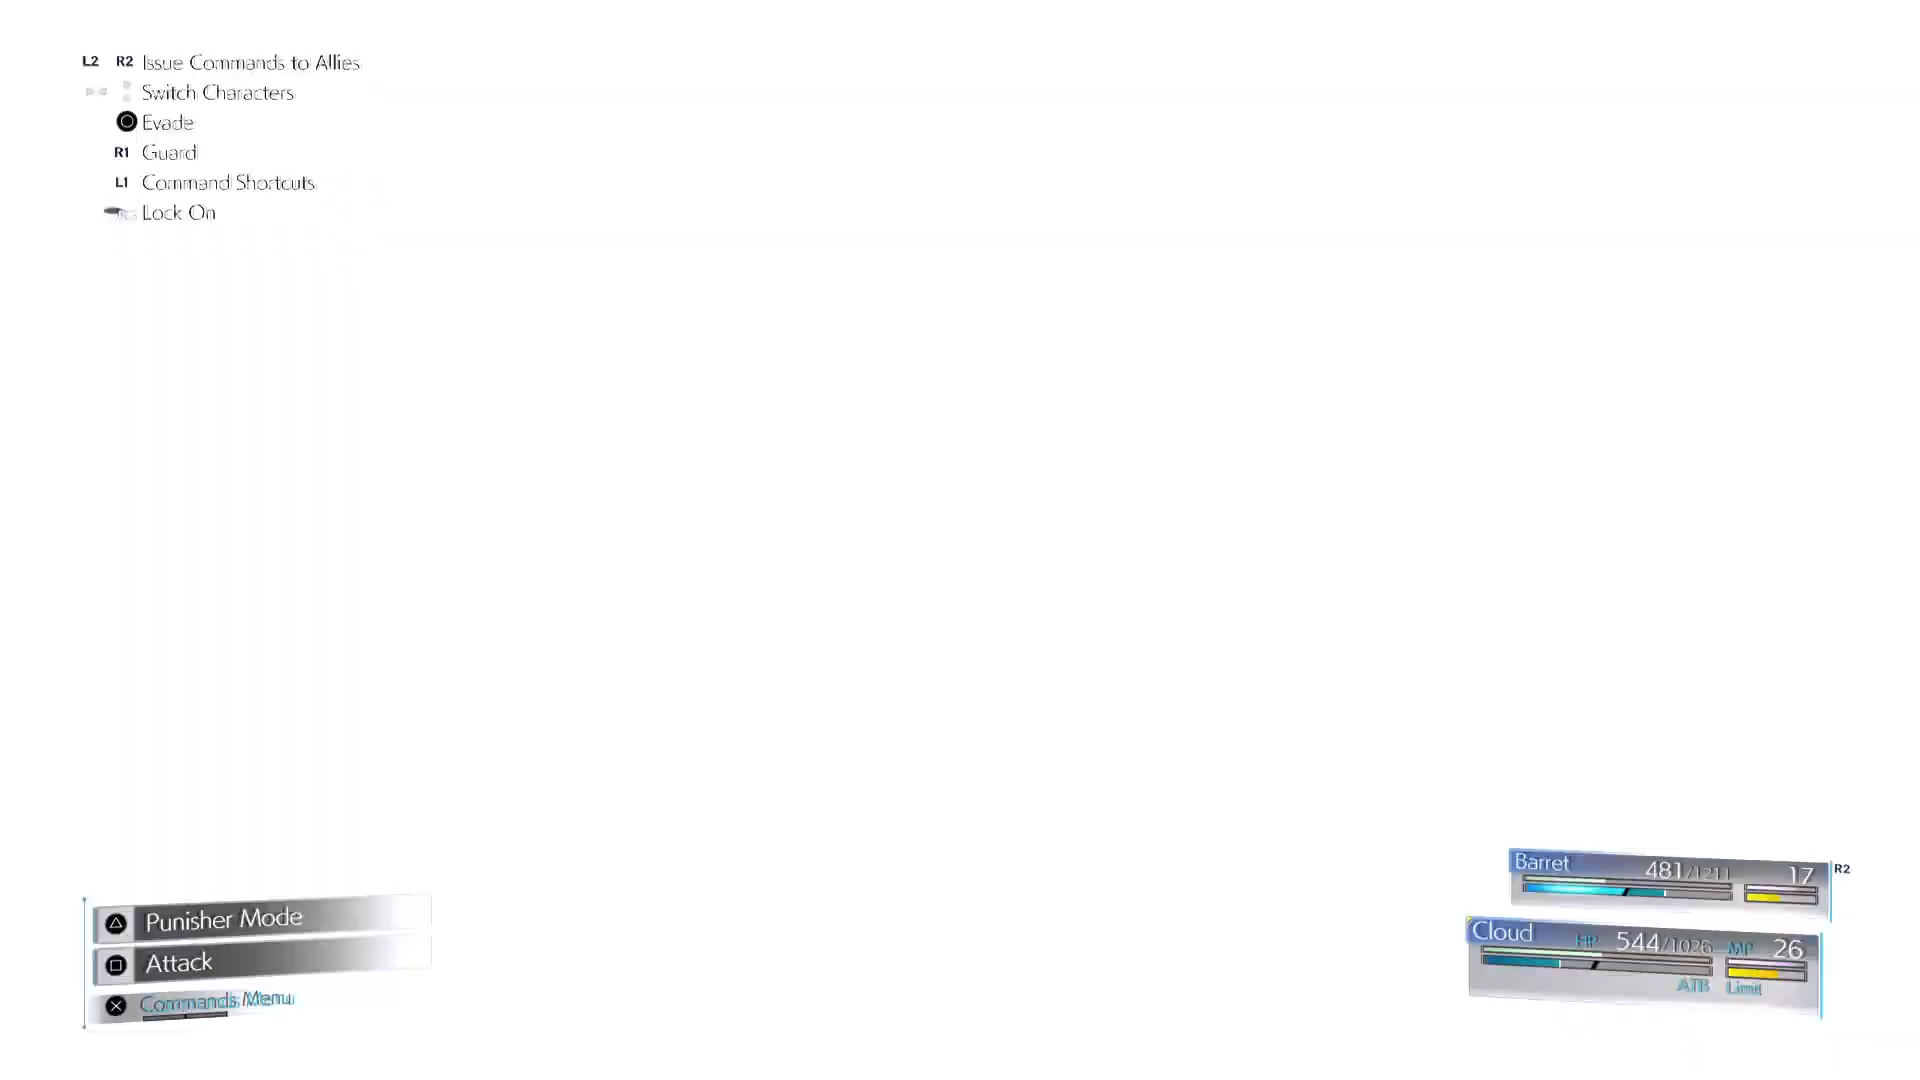 L2 R2 Issue Commands to Allies
Switch Characters
Evade
R1 Guard
L1 Command Shortcuts
Lock On
Barret 481/1211 17 R2
Punisher Mode
Cloud HP 544/1026 MP 26
Attack
ATB Limit
Commands Menu